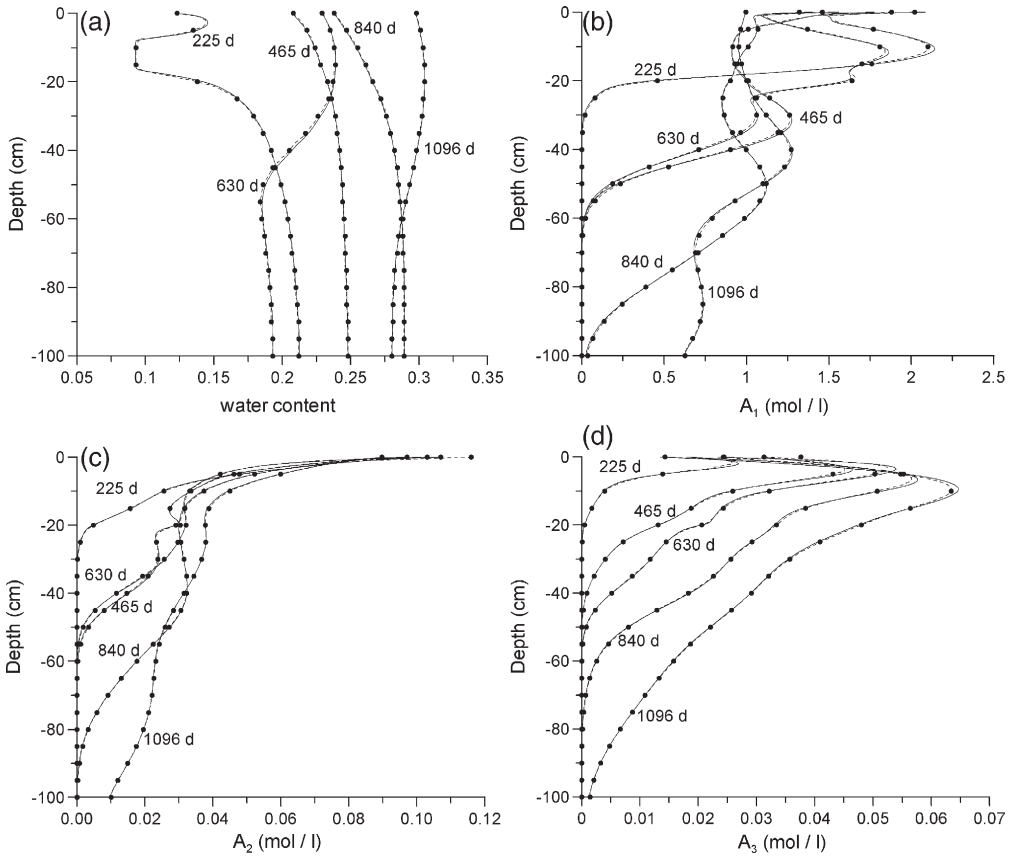 (a)
0
-20
-40
-60
-80
-100
Depth (cm)
225 d
465 d
840 d
1096 d
630 d
0.05 0.1 0.15 0.2 0.25 0.3 0.35
water content
(b)
0
-20
-40
-60
-80
-100
Depth (cm)
225 d
465 d
630 d
840 d
1096 d
0 0.5 1 1.5 2 2.5
A1 (mol / l)
(c)
0
-20
-40
-60
-80
-100
Depth (cm)
225 d
630 d
465 d
840 d
1096 d
0.00 0.02 0.04 0.06 0.08 0.10 0.12
A2 (mol / l)
(d)
0
-20
-40
-60
-80
-100
Depth (cm)
225 d
465 d
630 d
840 d
1096 d
0 0.01 0.02 0.03 0.04 0.05 0.06 0.07
A3 (mol / l)